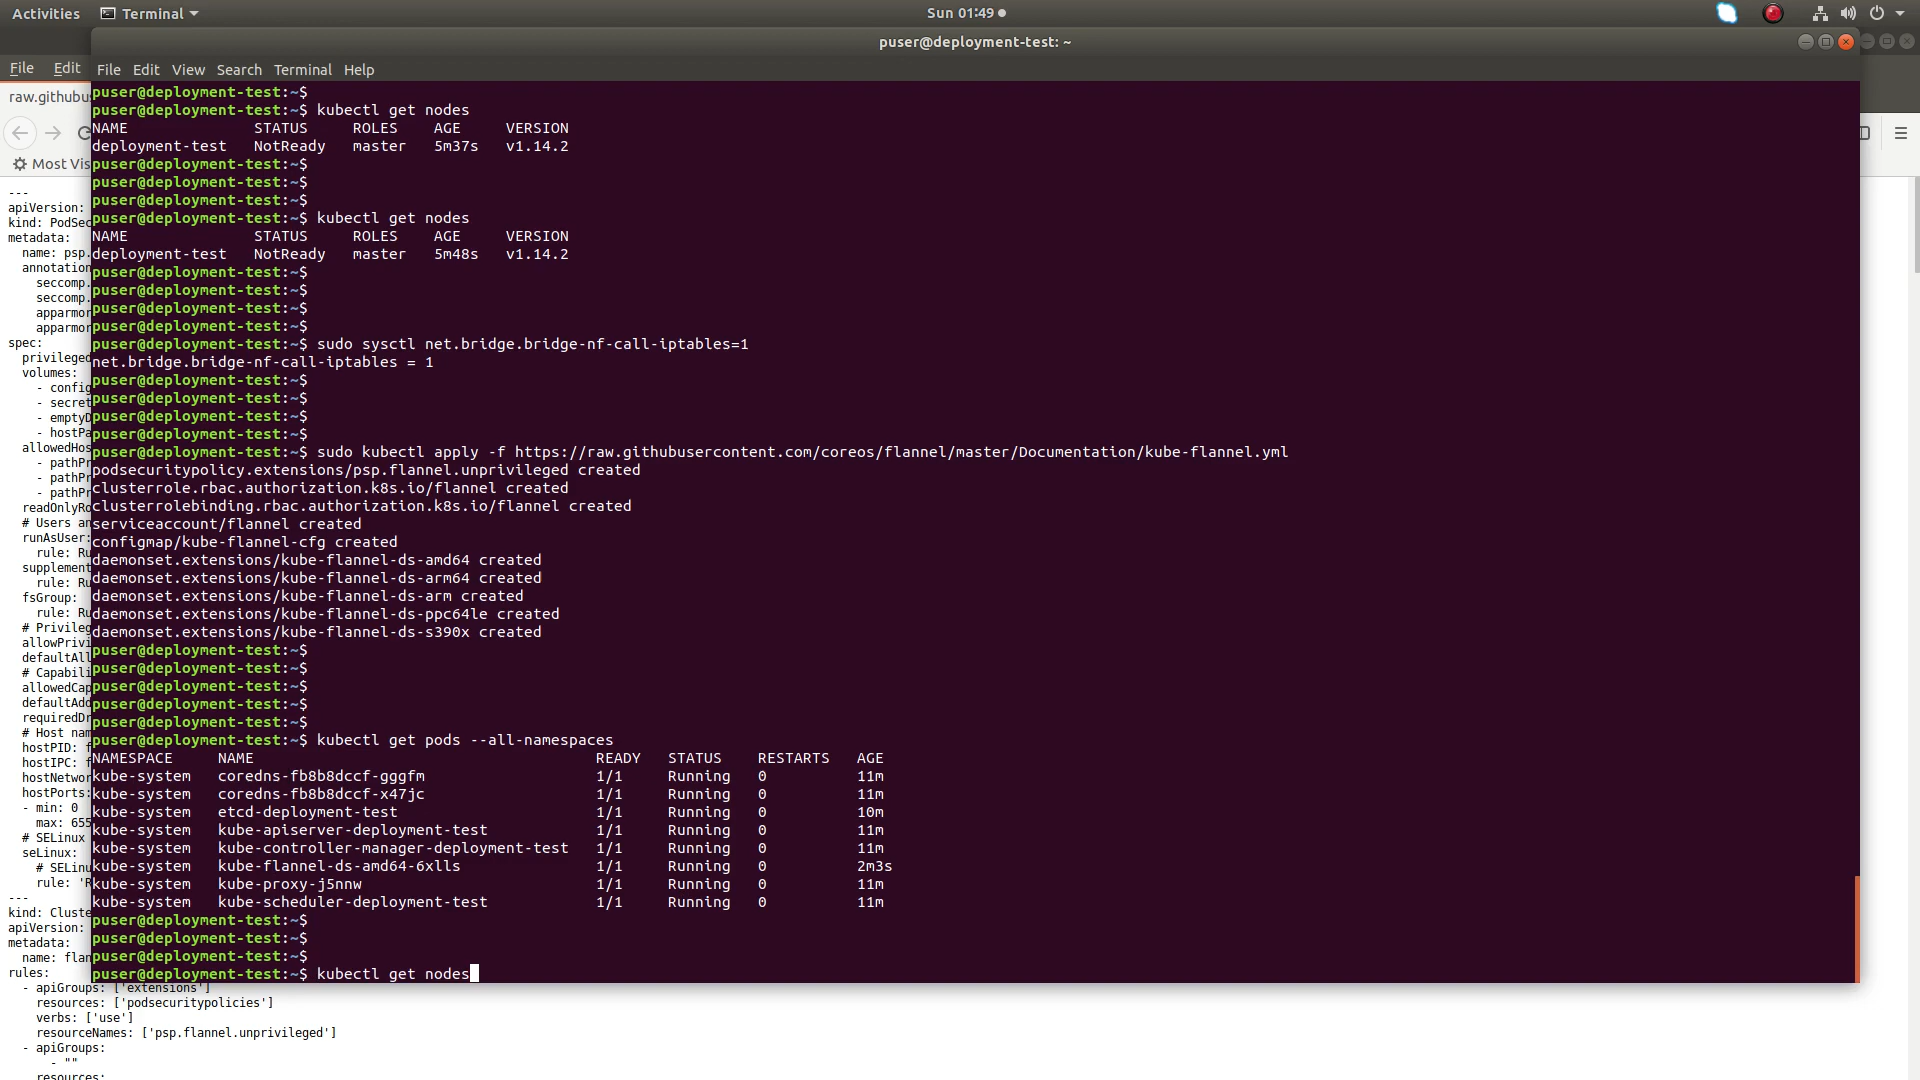 Activities
Terminal
Sun 01:49
puser@deployment-test: ~
File Edit
File Edit View Search Terminal Help
raw.githubus
Most Vis
puser@deployment-test:~$
puser@deployment-test:~$ kubectl get nodes
NAME STATUS ROLES AGE VERSION
deployment-test NotReady master 5m37s v1.14.2
puser@deployment-test:~$
puser@deployment-test:~$
puser@deployment-test:~$
puser@deployment-test:~$ kubectl get nodes
NAME STATUS ROLES AGE VERSION
deployment-test NotReady master 5m48s v1.14.2
puser@deployment-test:~$
puser@deployment-test:~$
puser@deployment-test:~$
puser@deployment-test:~$
puser@deployment-test:~$ sudo sysctl net.bridge.bridge-nf-call-iptables=1
net.bridge.bridge-nf-call-iptables = 1
puser@deployment-test:~$
puser@deployment-test:~$
puser@deployment-test:~$
puser@deployment-test:~$
puser@deployment-test:~$ sudo kubectl apply -f https://raw.githubusercontent.com/coreos/flannel/master/Documentation/kube-flannel.yml
podsecuritypolicy.extensions/psp.flannel.unprivileged created
clusterrole.rbac.authorization.k8s.io/flannel created
clusterrolebinding.rbac.authorization.k8s.io/flannel created
serviceaccount/flannel created
configmap/kube-flannel-cfg created
daemonset.extensions/kube-flannel-ds-amd64 created
daemonset.extensions/kube-flannel-ds-arm64 created
daemonset.extensions/kube-flannel-ds-arm created
daemonset.extensions/kube-flannel-ds-ppc64le created
daemonset.extensions/kube-flannel-ds-s390x created
puser@deployment-test:~$
puser@deployment-test:~$
puser@deployment-test:~$
puser@deployment-test:~$
puser@deployment-test:~$
puser@deployment-test:~$ kubectl get pods --all-namespaces
NAMESPACE NAME READY STATUS RESTARTS AGE
kube-system coredns-fb8b8dccf-gggfm 1/1 Running 0 11m
kube-system coredns-fb8b8dccf-x47jc 1/1 Running 0 11m
kube-system etcd-deployment-test 1/1 Running 0 10m
kube-system kube-apiserver-deployment-test 1/1 Running 0 11m
kube-system kube-controller-manager-deployment-test 1/1 Running 0 11m
kube-system kube-flannel-ds-amd64-6xlls 1/1 Running 0 2m3s
kube-system kube-proxy-j5nnw 1/1 Running 0 11m
kube-system kube-scheduler-deployment-test 1/1 Running 0 11m
puser@deployment-test:~$
puser@deployment-test:~$
puser@deployment-test:~$
puser@deployment-test:~$ kubectl get nodes
---
apiVersion:
kind: PodSec
metadata:
name: psp.
annotation
seccomp.
seccomp.
apparmor
apparmor
spec:
privileged
volumes:
- config
- secret
- emptyD
- hostPa
allowedHos
- pathPr
- pathPr
- pathPr
readOnlyRo
# Users an
runAsUser:
rule: Ru
supplement
rule: Ru
fsGroup:
rule: Ru
# Privileg
allowPrivi
defaultAll
# Capabili
allowedCap
defaultAdd
requiredDr
# Host nam
hostPID: f
hostIPC: f
hostNetwor
hostPorts:
- min: 0
max: 655
# SELinux
seLinux:
# SELinu
rule: 'R
---
kind: Cluste
apiVersion:
metadata:
name: flan
rules:
- apiGroups: ['extensions']
resources: ['podsecuritypolicies']
verbs: ['use']
resourceNames: ['psp.flannel.unprivileged']
- apiGroups:
- ""
resources: